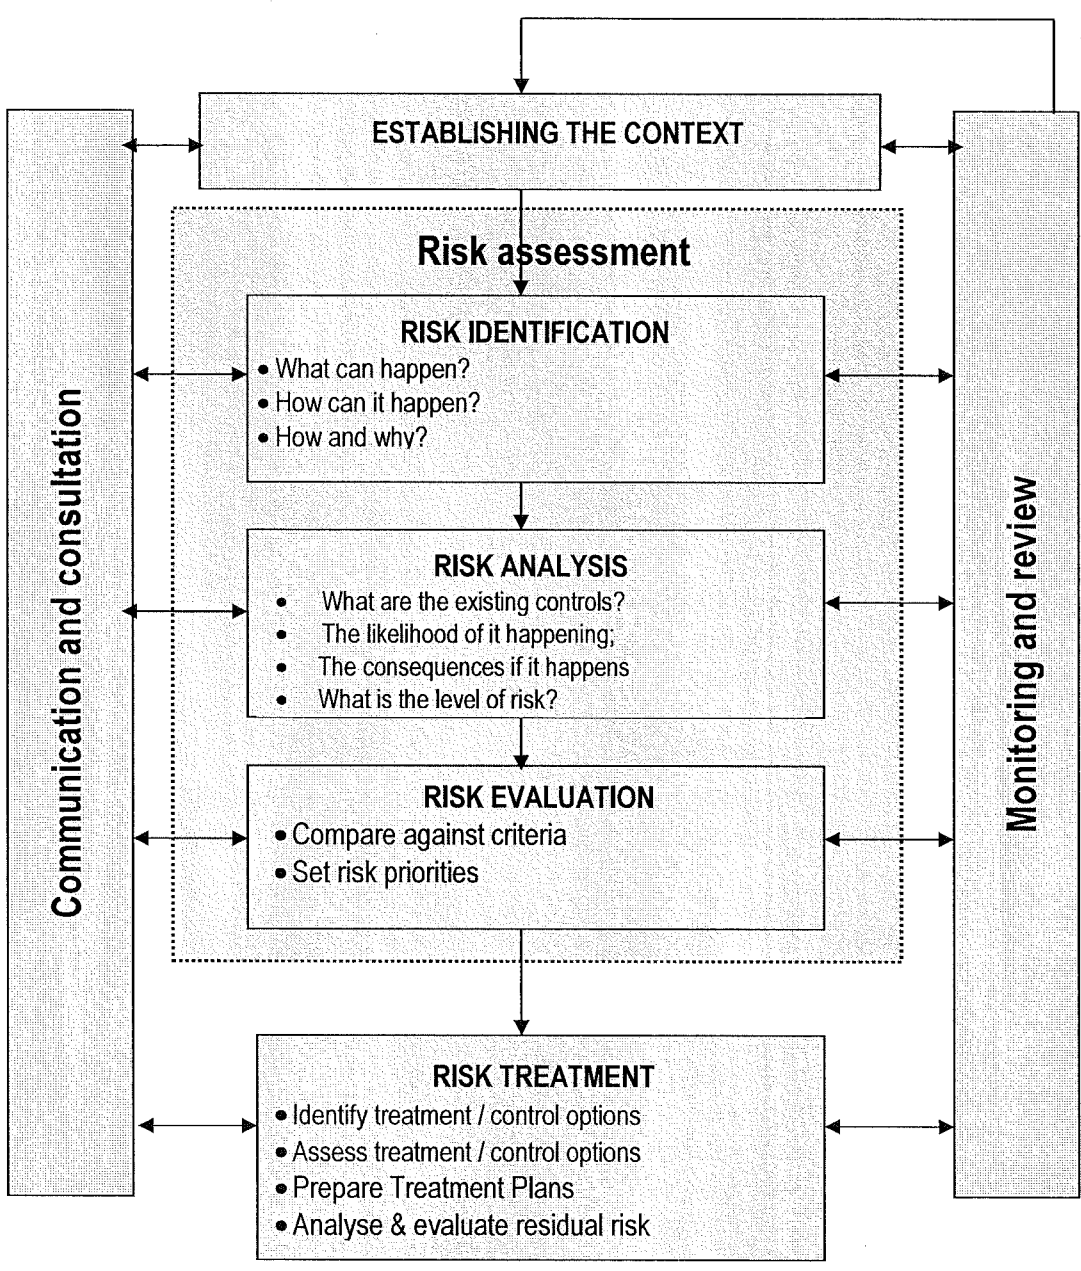 ESTABLISHING THE CONTEXT
Risk assessment
RISK IDENTIFICATION
• What can happen?
• How can it happen?
• How and why?
RISK ANALYSIS
• What are the existing controls?
• The likelihood of it happening;
• The consequences if it happens
• What is the level of risk?
RISK EVALUATION
• Compare against criteria
• Set risk priorities
RISK TREATMENT
• Identify treatment / control options
• Assess treatment / control options
• Prepare Treatment Plans
• Analyse & evaluate residual risk
Communication and consultation
Monitoring and review